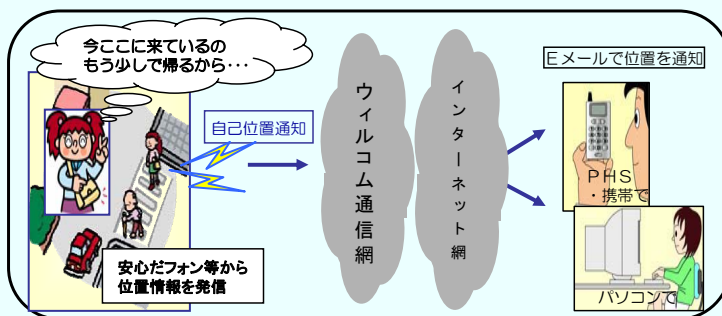 今ここに来ているの
もう少しで帰るから・・・
自己位置通知
安心だフォン等から
位置情報を発信
ウィルコム通信網
インターネット網
Eメールで位置を通知
PHS
・携帯で
パソコンで